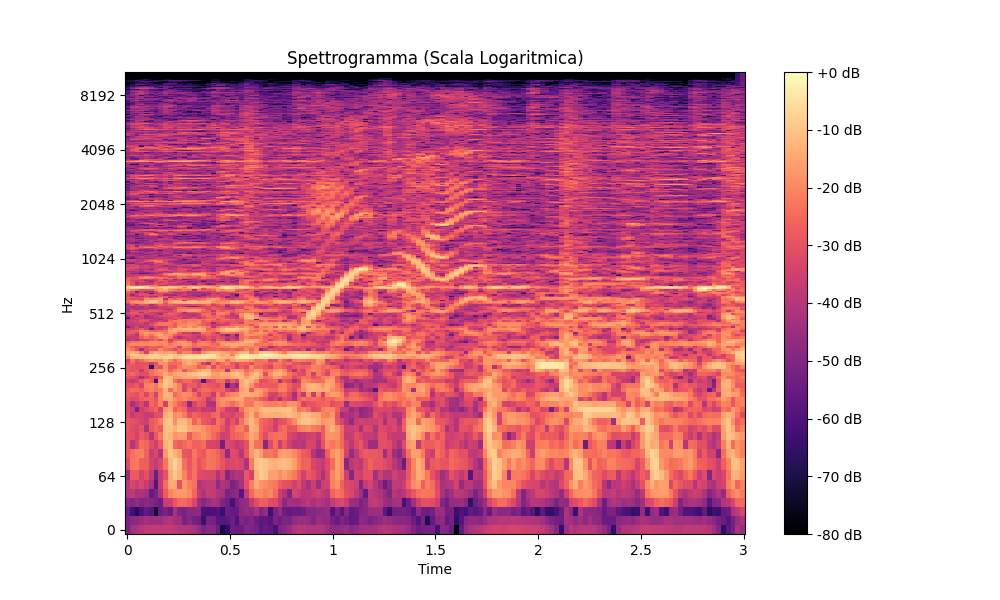 Spettrogramma (Scala Logaritmica)
8192
4096
2048
1024
512
256
128
64
0
Hz
0
0.5
1
1.5
2
2.5
3
Time
+0 dB
-10 dB
-20 dB
-30 dB
-40 dB
-50 dB
-60 dB
-70 dB
-80 dB